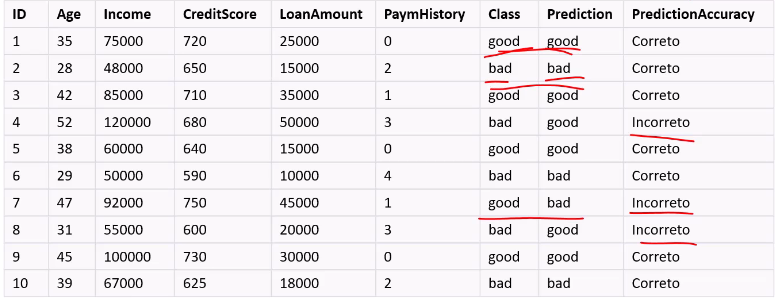 ID Age Income CreditScore LoanAmount PaymHistory Class Prediction PredictionAccuracy
1 35 75000 720 25000 0 good good Correto
2 28 48000 650 15000 2 bad bad Correto
3 42 85000 710 35000 1 good good Correto
4 52 120000 680 50000 3 bad good Incorreto
5 38 60000 640 15000 0 good good Correto
6 29 50000 590 10000 4 bad bad Correto
7 47 92000 750 45000 1 good bad Incorreto
8 31 55000 600 20000 3 bad good Incorreto
9 45 100000 730 30000 0 good good Correto
10 39 67000 625 18000 2 bad bad Correto